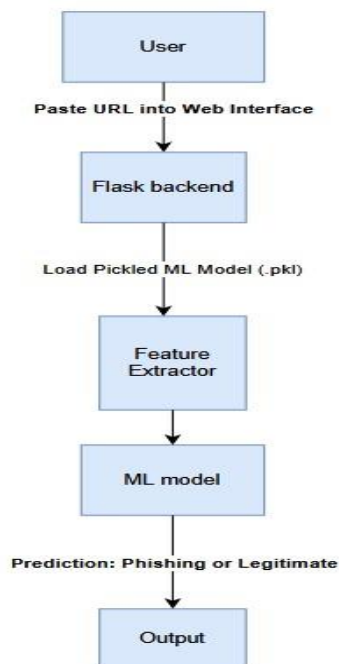 User
Paste URL into Web Interface
Flask backend
Load Pickled ML Model (.pkl)
Feature
Extractor
ML model
Prediction: Phishing or Legitimate
Output